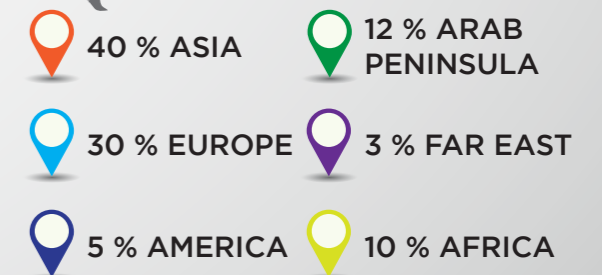 40 % ASIA
12 % ARAB
PENINSULA
30 % EUROPE
3 % FAR EAST
5 % AMERICA
10 % AFRICA